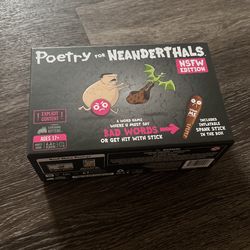 Poetry for NEANDERTHALS
NSFW
EDITION
EXPLICIT
CONTENT
AGES 17+
A WORD GAME
WHERE U MUST SAY
BAD WORDS
OR GET HIT WITH STICK
INCLUDES
INFLATABLE
SPANK STICK
IN THE BOX